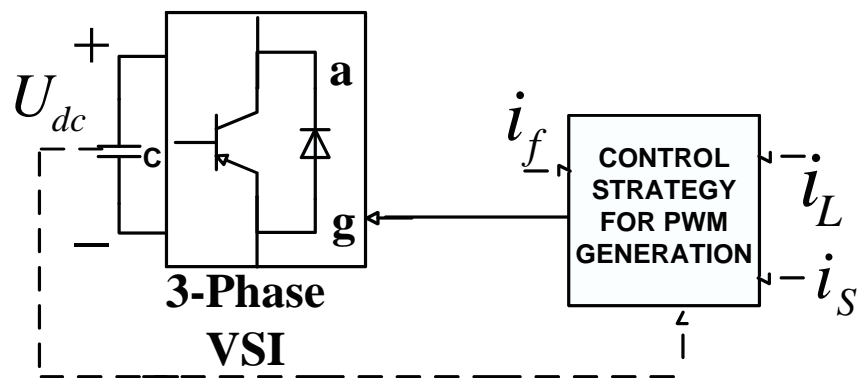 +
U_dc
C
−
a
g
3-Phase
VSI
i_f
CONTROL
STRATEGY
FOR PWM
GENERATION
i_L
i_S